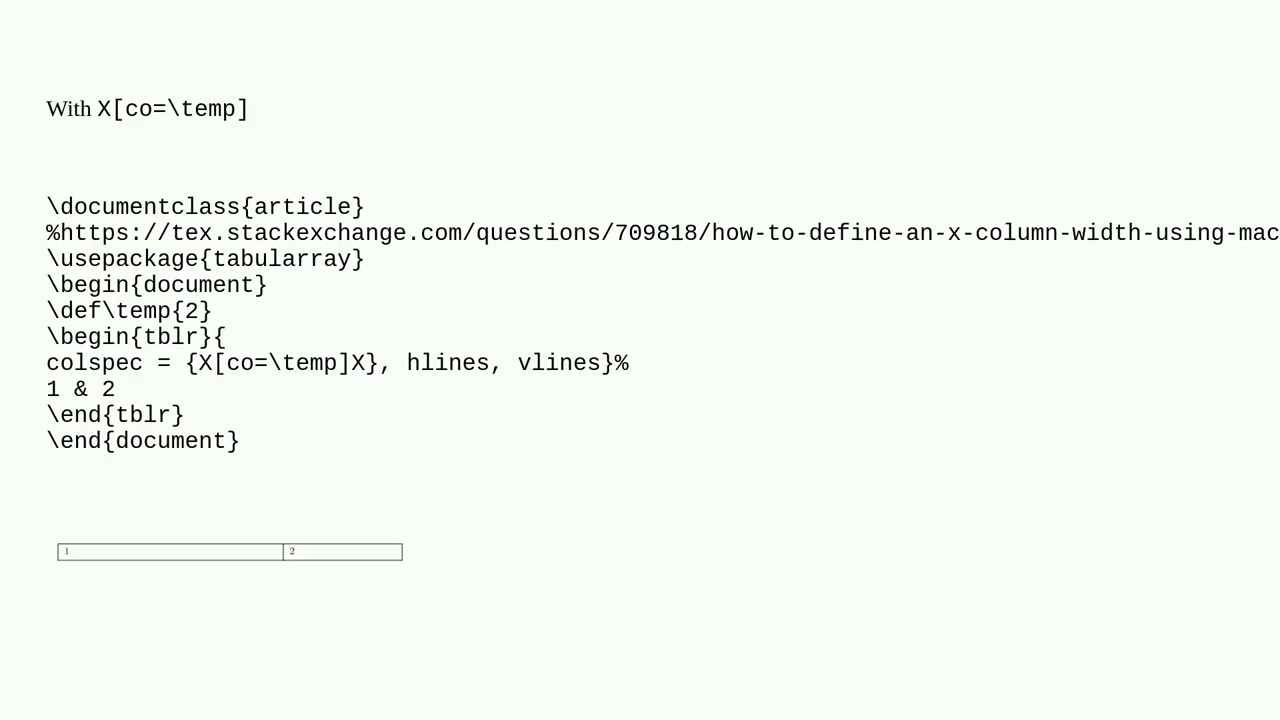 With X[co=\temp]
\documentclass{article}
%https://tex.stackexchange.com/questions/709818/how-to-define-an-x-column-width-using-mac
\usepackage{tabularray}
\begin{document}
\def\temp{2}
\begin{tblr}{
colspec = {X[co=\temp]X}, hlines, vlines}%
1 & 2
\end{tblr}
\end{document}
1 2